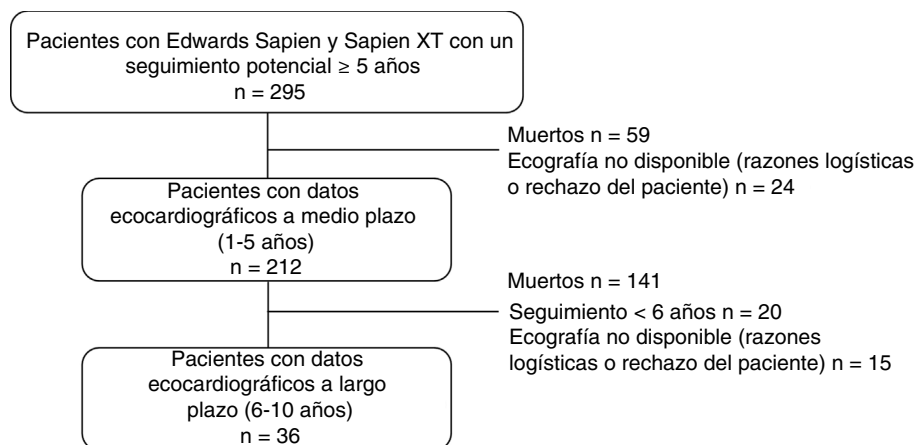 Pacientes con Edwards Sapien y Sapien XT con un
seguimiento potencial ≥ 5 años
n = 295
Muertos n = 59
Ecografía no disponible (razones logísticas
o rechazo del paciente) n = 24
Pacientes con datos
ecocardiográficos a medio plazo
(1-5 años)
n = 212
Muertos n = 141
Seguimiento < 6 años n = 20
Ecografía no disponible (razones
logísticas o rechazo del paciente) n = 15
Pacientes con datos
ecocardiográficos a largo
plazo (6-10 años)
n = 36